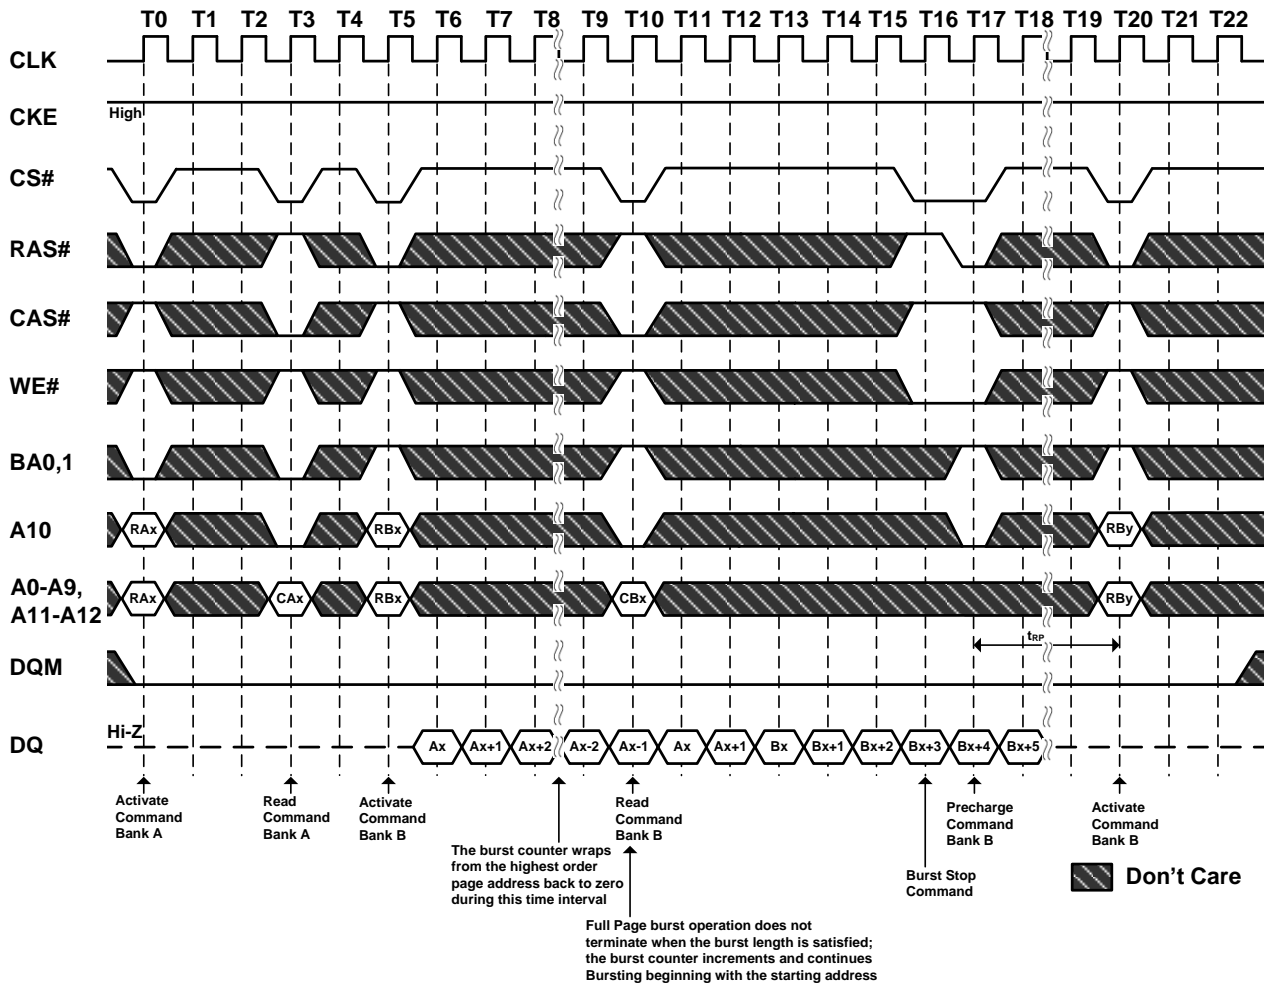 T0 T1 T2 T3 T4 T5 T6 T7 T8 T9 T10 T11 T12 T13 T14 T15 T16 T17 T18 T19 T20 T21 T22
CLK
CKE High
CS#
RAS#
CAS#
WE#
BA0,1
A10 RAx RBx RBy
A0-A9,
A11-A12 RAx CAx RBx CBx RBy
tRP
DQM
DQ Hi-Z Ax Ax+1 Ax+2 Ax-2 Ax-1 Ax Ax+1 Bx Bx+1 Bx+2 Bx+3 Bx+4 Bx+5
Activate
Command
Bank A
Read
Command
Bank A
Activate
Command
Bank B
The burst counter wraps
from the highest order
page address back to zero
during this time interval
Read
Command
Bank B
Full Page burst operation does not
terminate when the burst length is satisfied;
the burst counter increments and continues
Bursting beginning with the starting address
Burst Stop
Command
Precharge
Command
Bank B
Activate
Command
Bank B
Don't Care